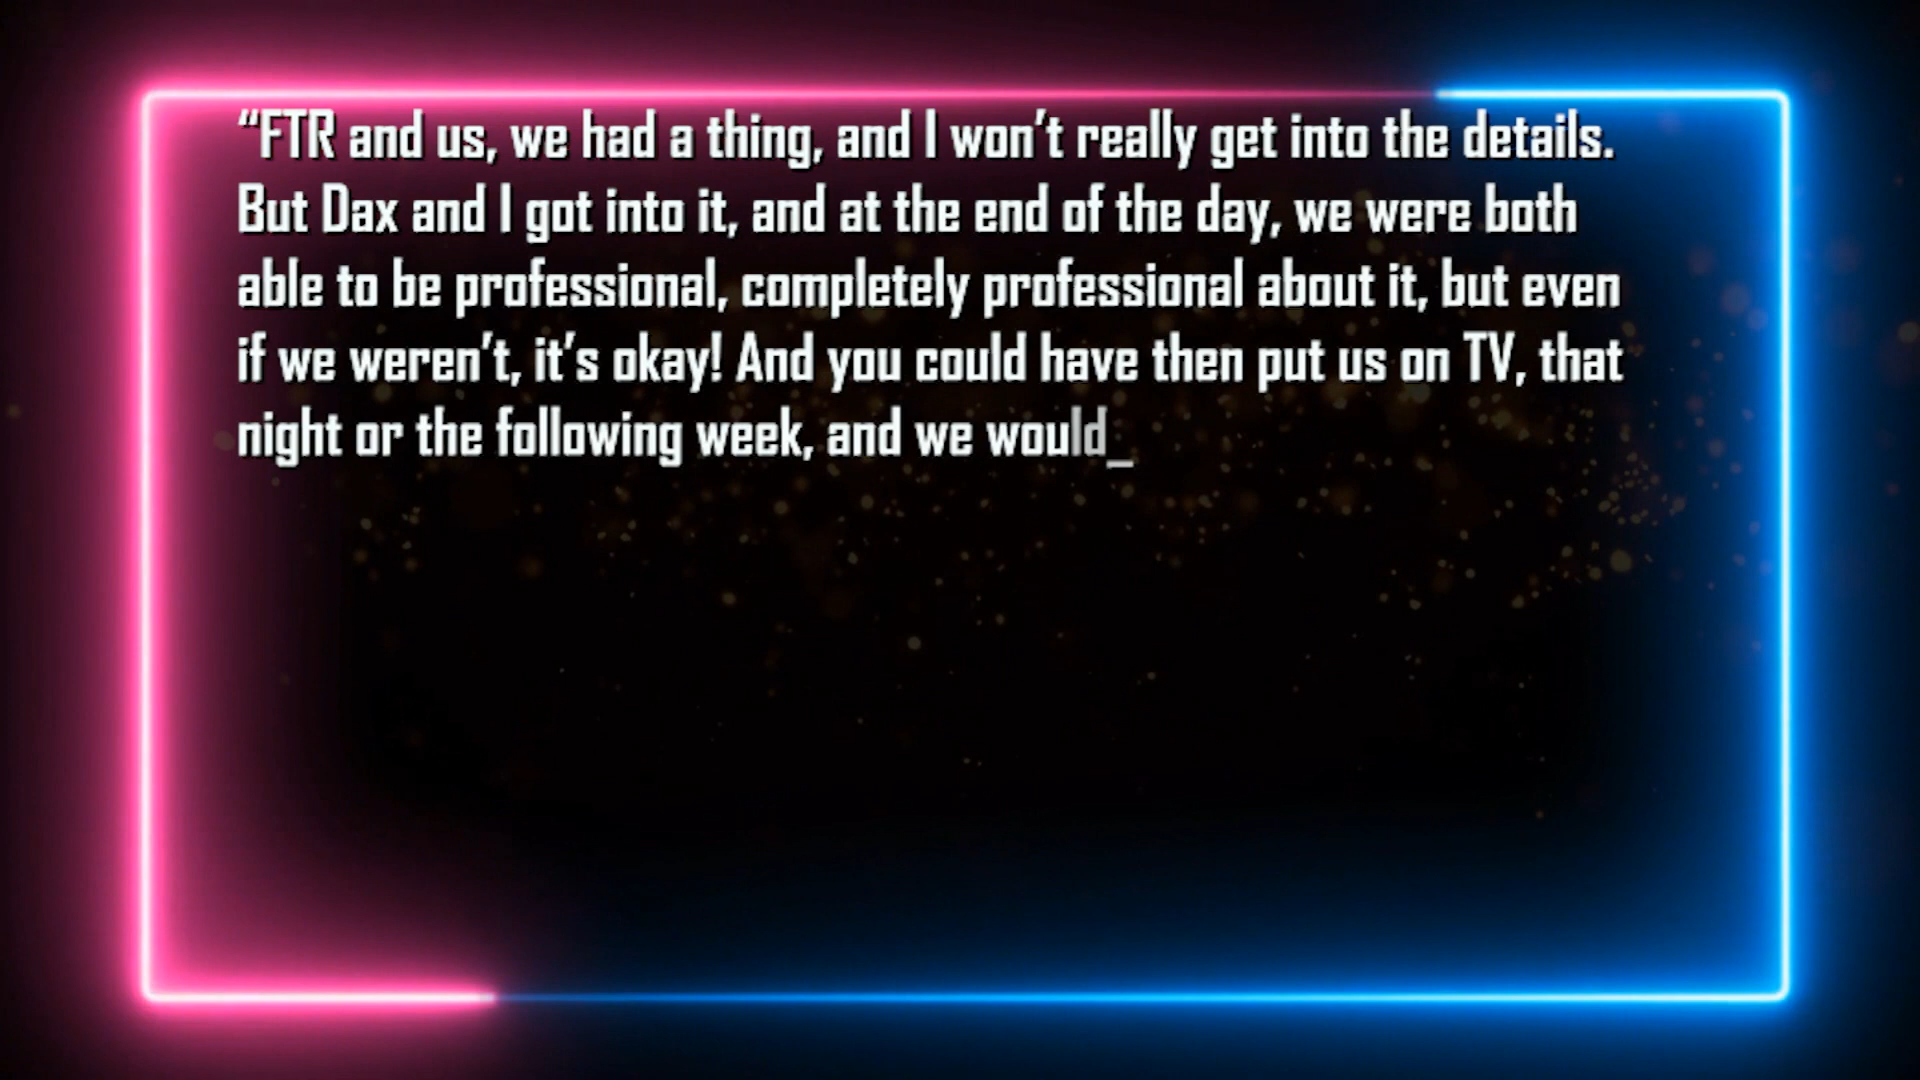 “FTR and us, we had a thing, and I won’t really get into the details.
But Dax and I got into it, and at the end of the day, we were both
able to be professional, completely professional about it, but even
if we weren’t, it’s okay! And you could have then put us on TV, that
night or the following week, and we would_